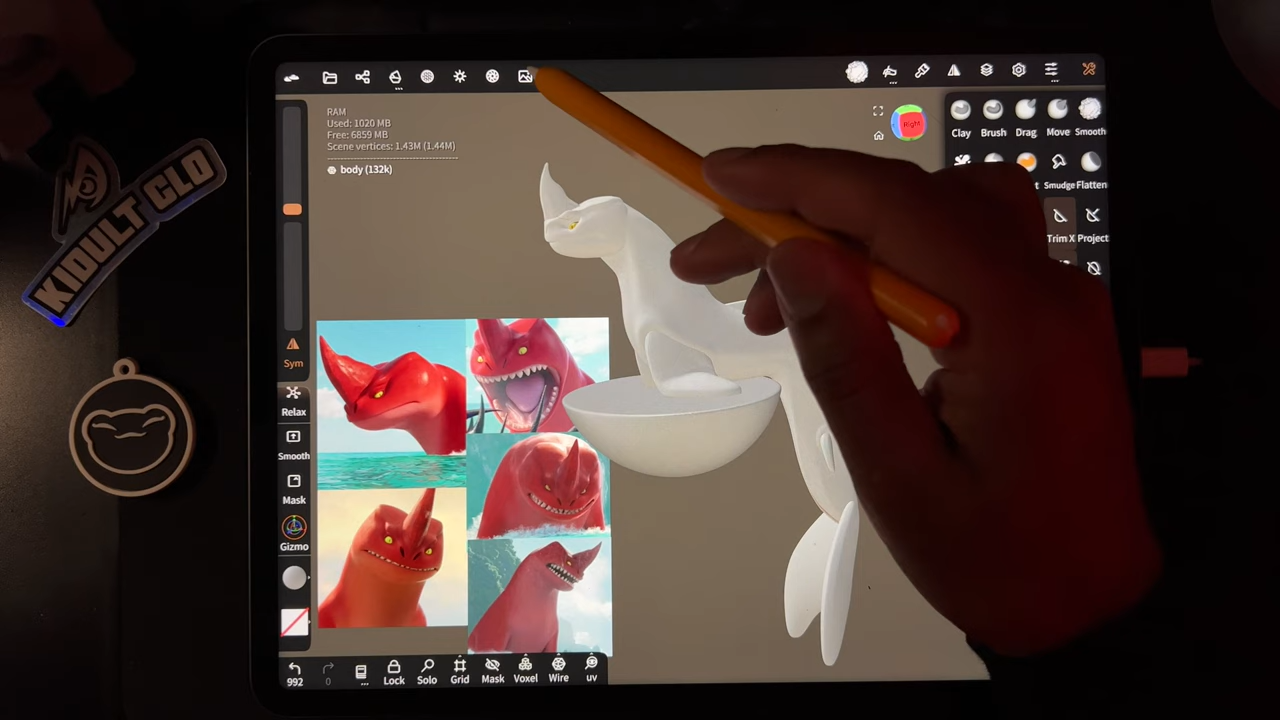 KIDULT CLO
RAM
Used: 1020 MB
Free: 6859 MB
Scene vertices: 1.43M (1.44M)
body (132k)
Right
Clay Brush Drag Move Smooth
Smudge Flatten
Trim X Project
Sym
Relax
Smooth
Mask
Gizmo
992 0 Lock Solo Grid Mask Voxel Wire uv